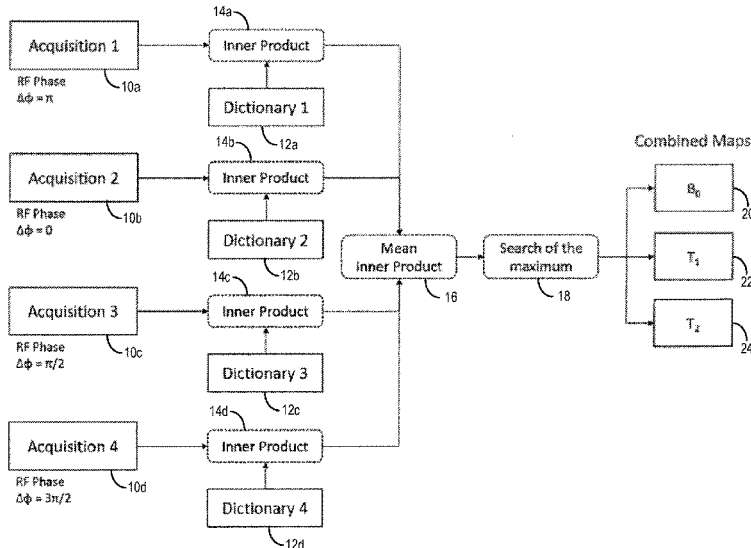 14a
Acquisition 1
Inner Product
RF Phase
Δϕ = π
10a
Dictionary 1
14b
12a
Combined Maps
Acquisition 2
Inner Product
B₀
RF Phase
Δϕ = 0
10b
20
Dictionary 2
Mean
Inner Product
Search of the
maximum
T₁
14c
12b
16
18
22
Acquisition 3
Inner Product
T₂
RF Phase
Δϕ = π/2
10c
24
Dictionary 3
14d
12c
Acquisition 4
Inner Product
RF Phase
Δϕ = 3π/2
10d
Dictionary 4
12d